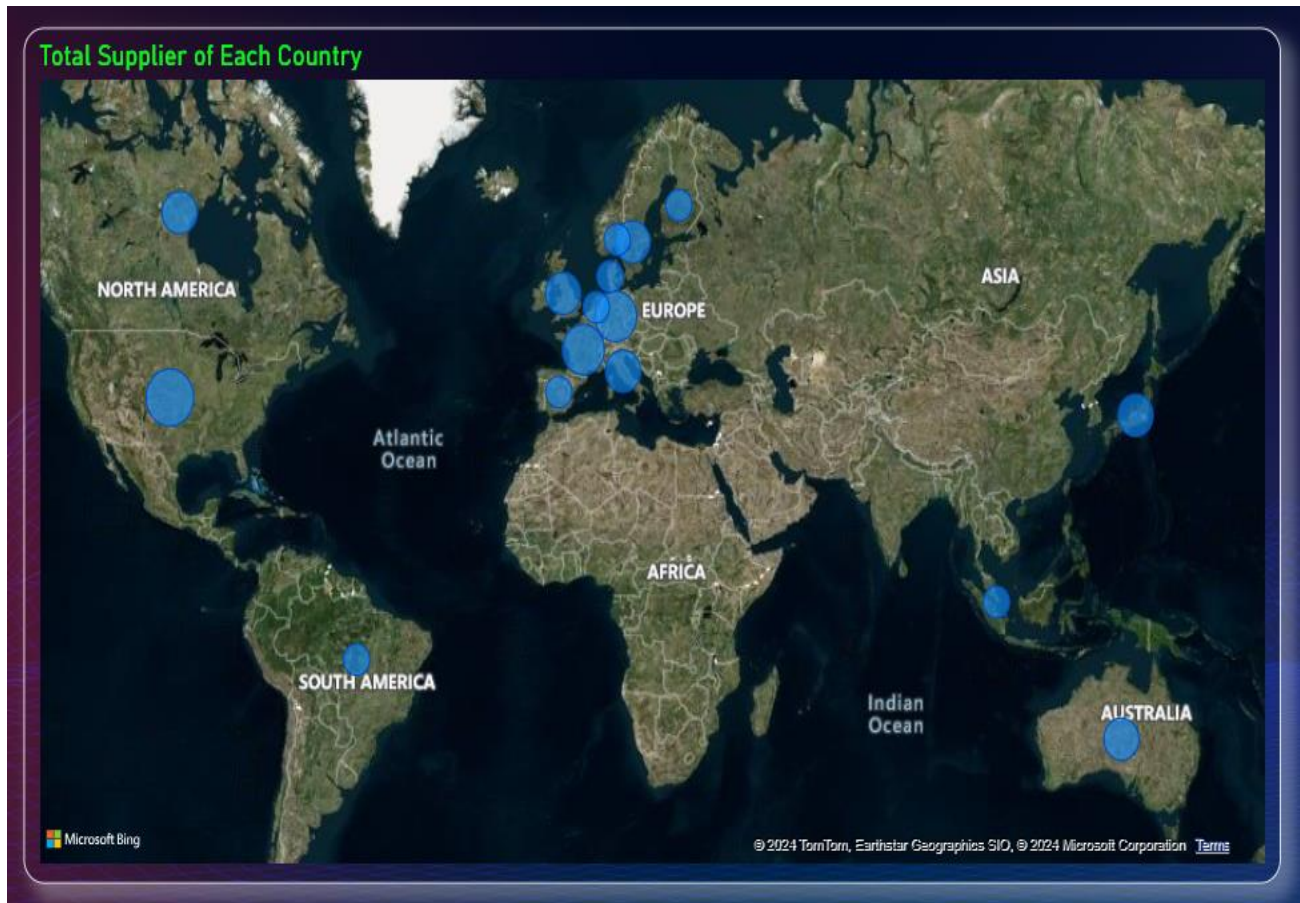 Total Supplier of Each Country
NORTH AMERICA
EUROPE
ASIA
Atlantic
Ocean
AFRICA
SOUTH AMERICA
Indian
Ocean
AUSTRALIA
Microsoft Bing
© 2024 TomTom, Earthstar Geographics SIO, © 2024 Microsoft Corporation Terms